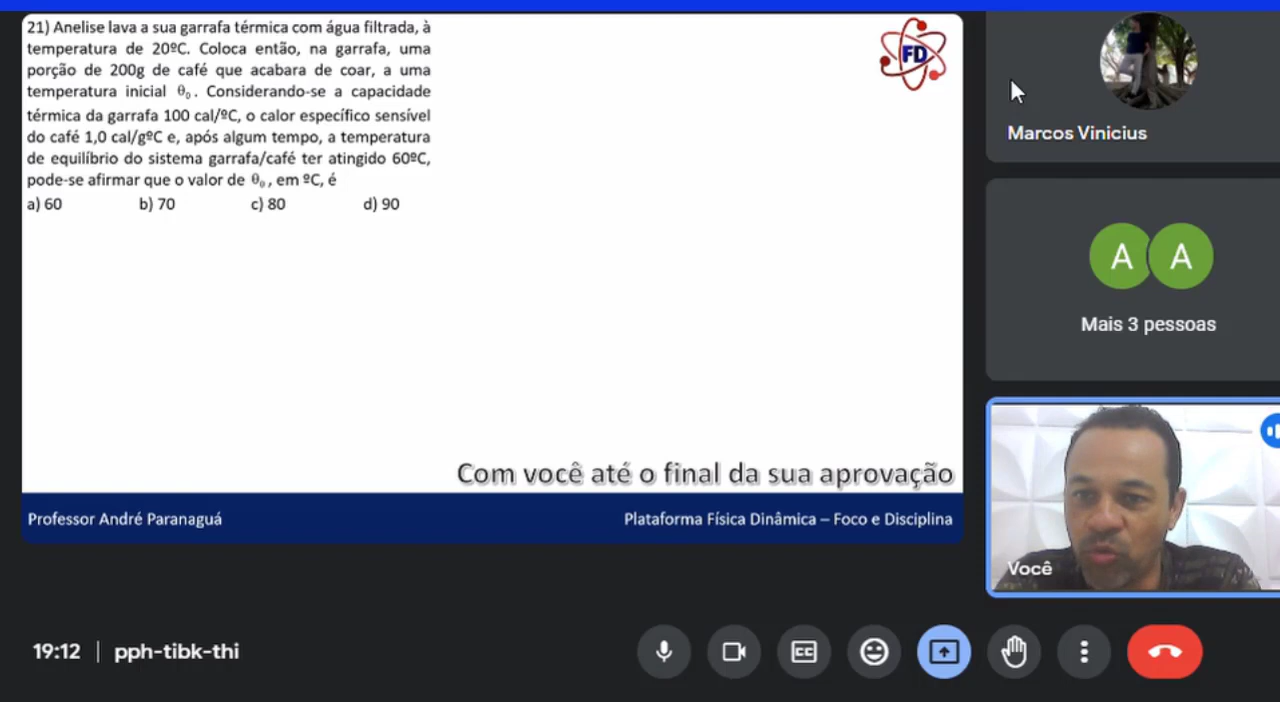 21) Anelise lava a sua garrafa térmica com água filtrada, à
temperatura de 20ºC. Coloca então, na garrafa, uma
porção de 200g de café que acabara de coar, a uma
temperatura inicial θ₀. Considerando-se a capacidade
térmica da garrafa 100 cal/ºC, o calor específico sensível
do café 1,0 cal/gºC e, após algum tempo, a temperatura
de equilíbrio do sistema garrafa/café ter atingido 60ºC,
pode-se afirmar que o valor de θ₀, em ºC, é
a) 60 b) 70 c) 80 d) 90
FD
Com você até o final da sua aprovação
Professor André Paranaguá
Plataforma Física Dinâmica – Foco e Disciplina
Marcos Vinicius
A A
Mais 3 pessoas
Você
19:12 | pph-tibk-thi
CC